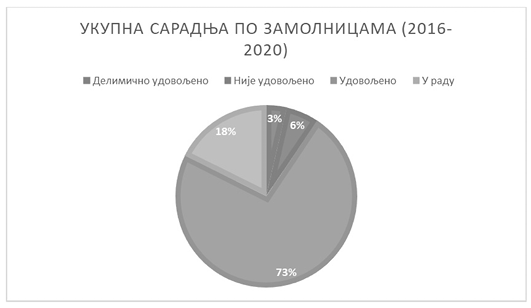 УКУПНА САРАДЊА ПО ЗАМОЛНИЦАМА (2016-
2020)
Делимично удовољено Није удовољено Удовољено У раду
3%
6%
18%
73%